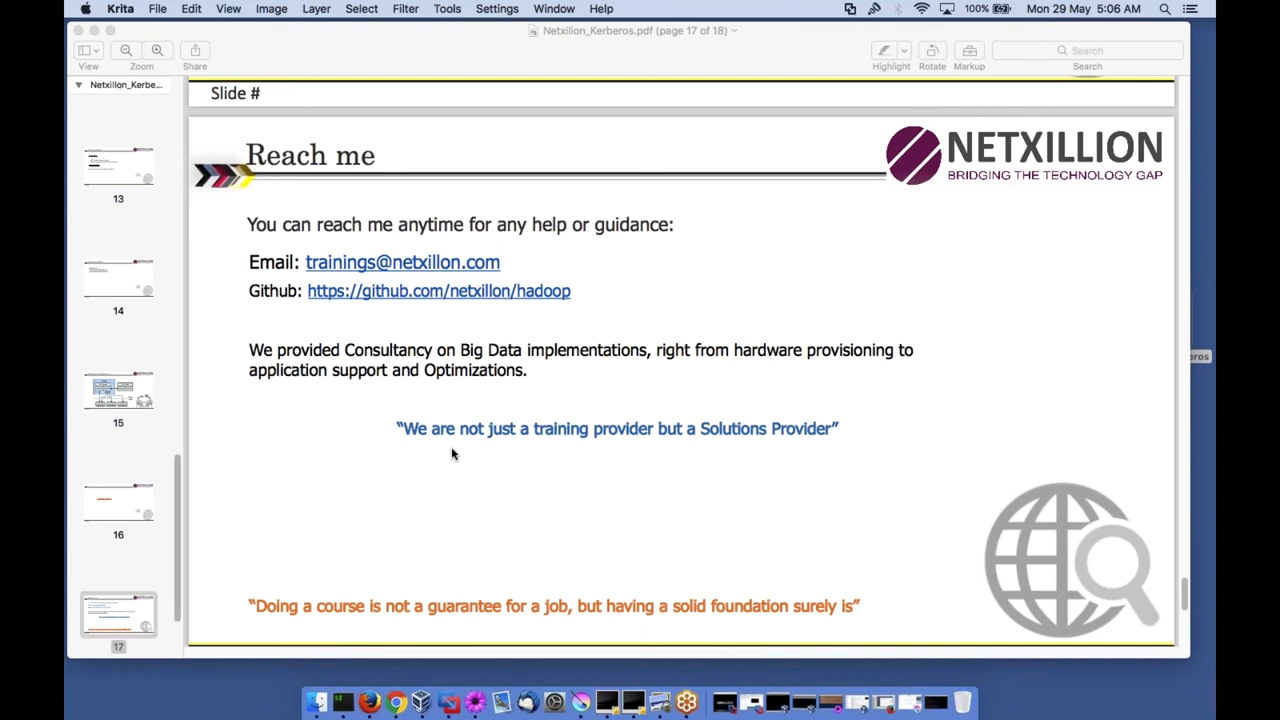 Krita File Edit View Image Layer Select Filter Tools Settings Window Help 100% Mon 29 May 5:06 AM
Netxillon_Kerberos.pdf (page 17 of 18)
View Zoom Share Highlight Rotate Markup Search
Search
Netxillon_Kerbe...
Slide #
Reach me
NETXILLION
BRIDGING THE TECHNOLOGY GAP
You can reach me anytime for any help or guidance:
Email: trainings@netxillon.com
Github: https://github.com/netxillon/hadoop
We provided Consultancy on Big Data implementations, right from hardware provisioning to
application support and Optimizations.
“We are not just a training provider but a Solutions Provider”
“Doing a course is not a guarantee for a job, but having a solid foundation surely is”
13
14
15
16
17
eros